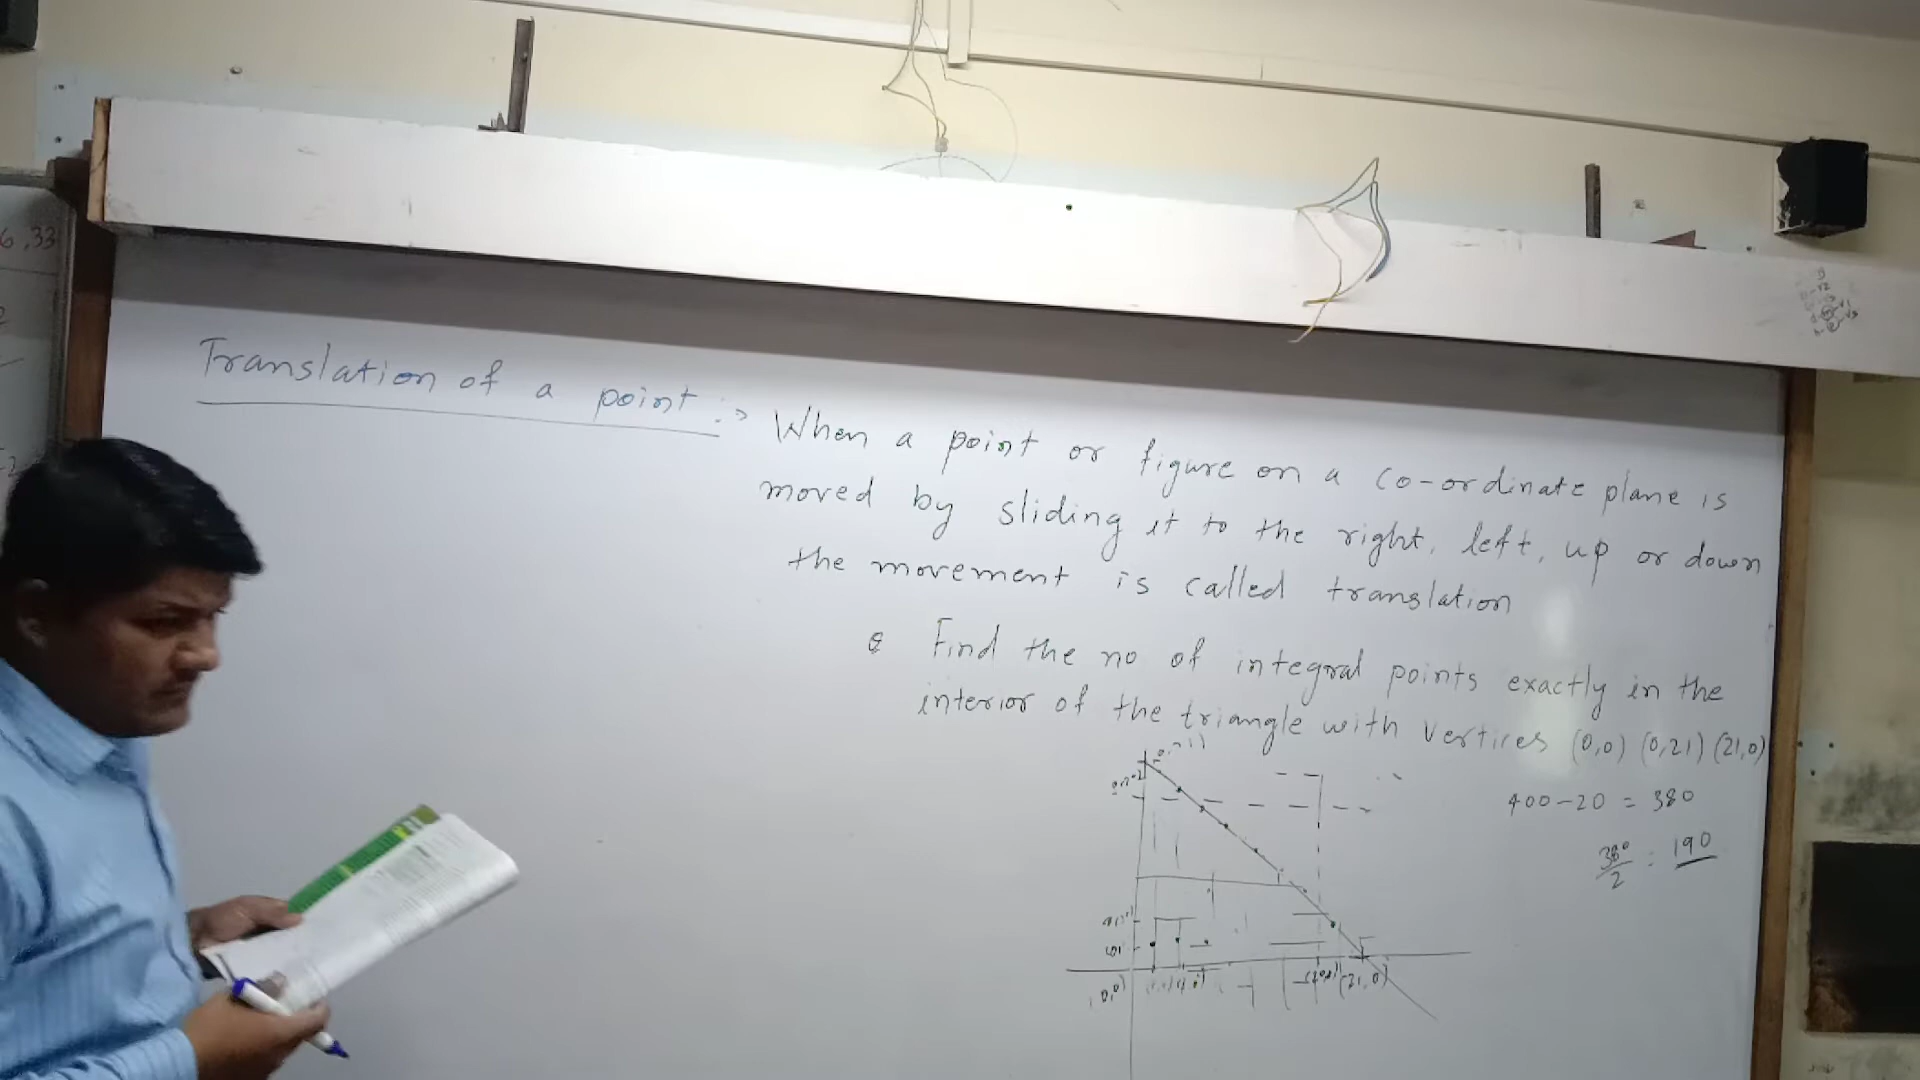 Translation of a point :->
When a point or figure on a co-ordinate plane is
moved by sliding it to the right, left, up or down
the movement is called translation
Q Find the no of integral points exactly in the
interior of the triangle with vertices (0,0) (0,21) (21,0)
400-20 = 380
380/2 = 190
(0,0)
(21,0)
6,33